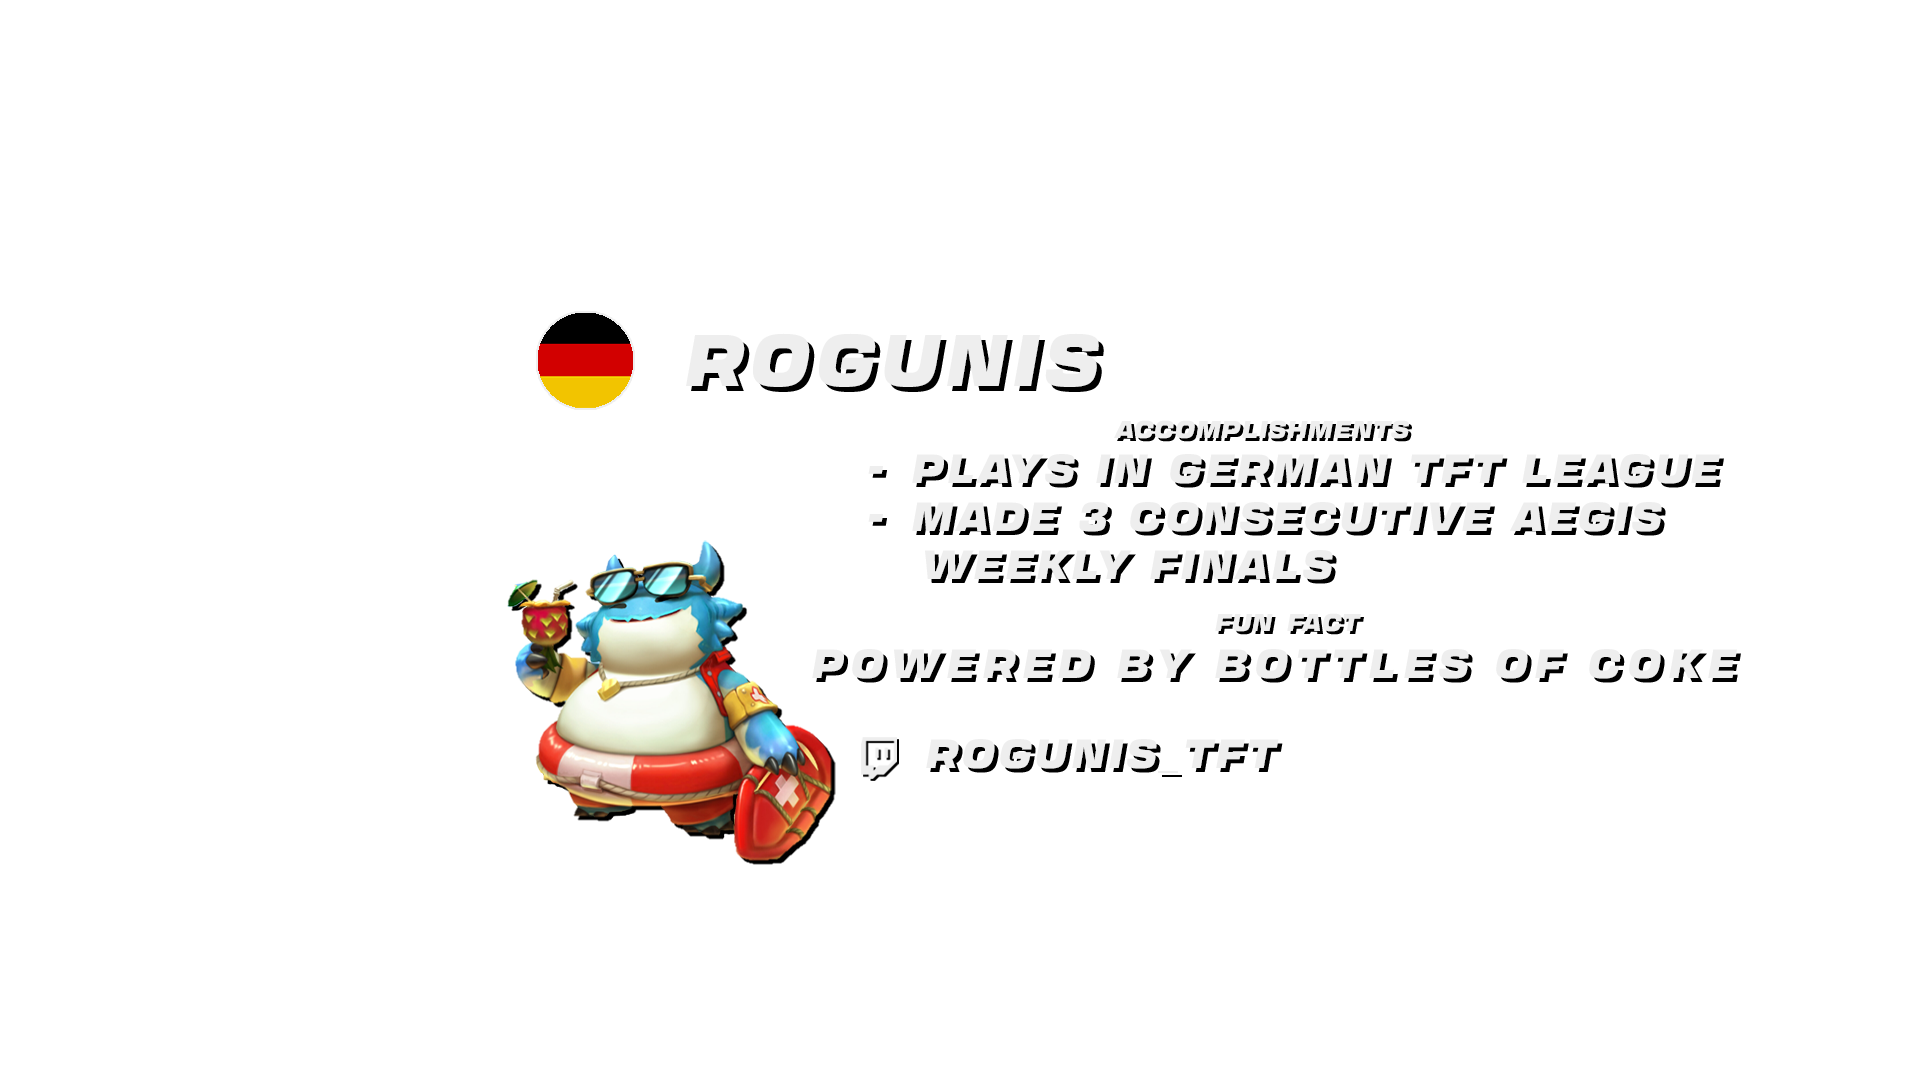 ROGUNIS
ACCOMPLISHMENTS
- PLAYS IN GERMAN TFT LEAGUE
- MADE 3 CONSECUTIVE AEGIS
WEEKLY FINALS
FUN FACT
POWERED BY BOTTLES OF COKE
ROGUNIS_TFT